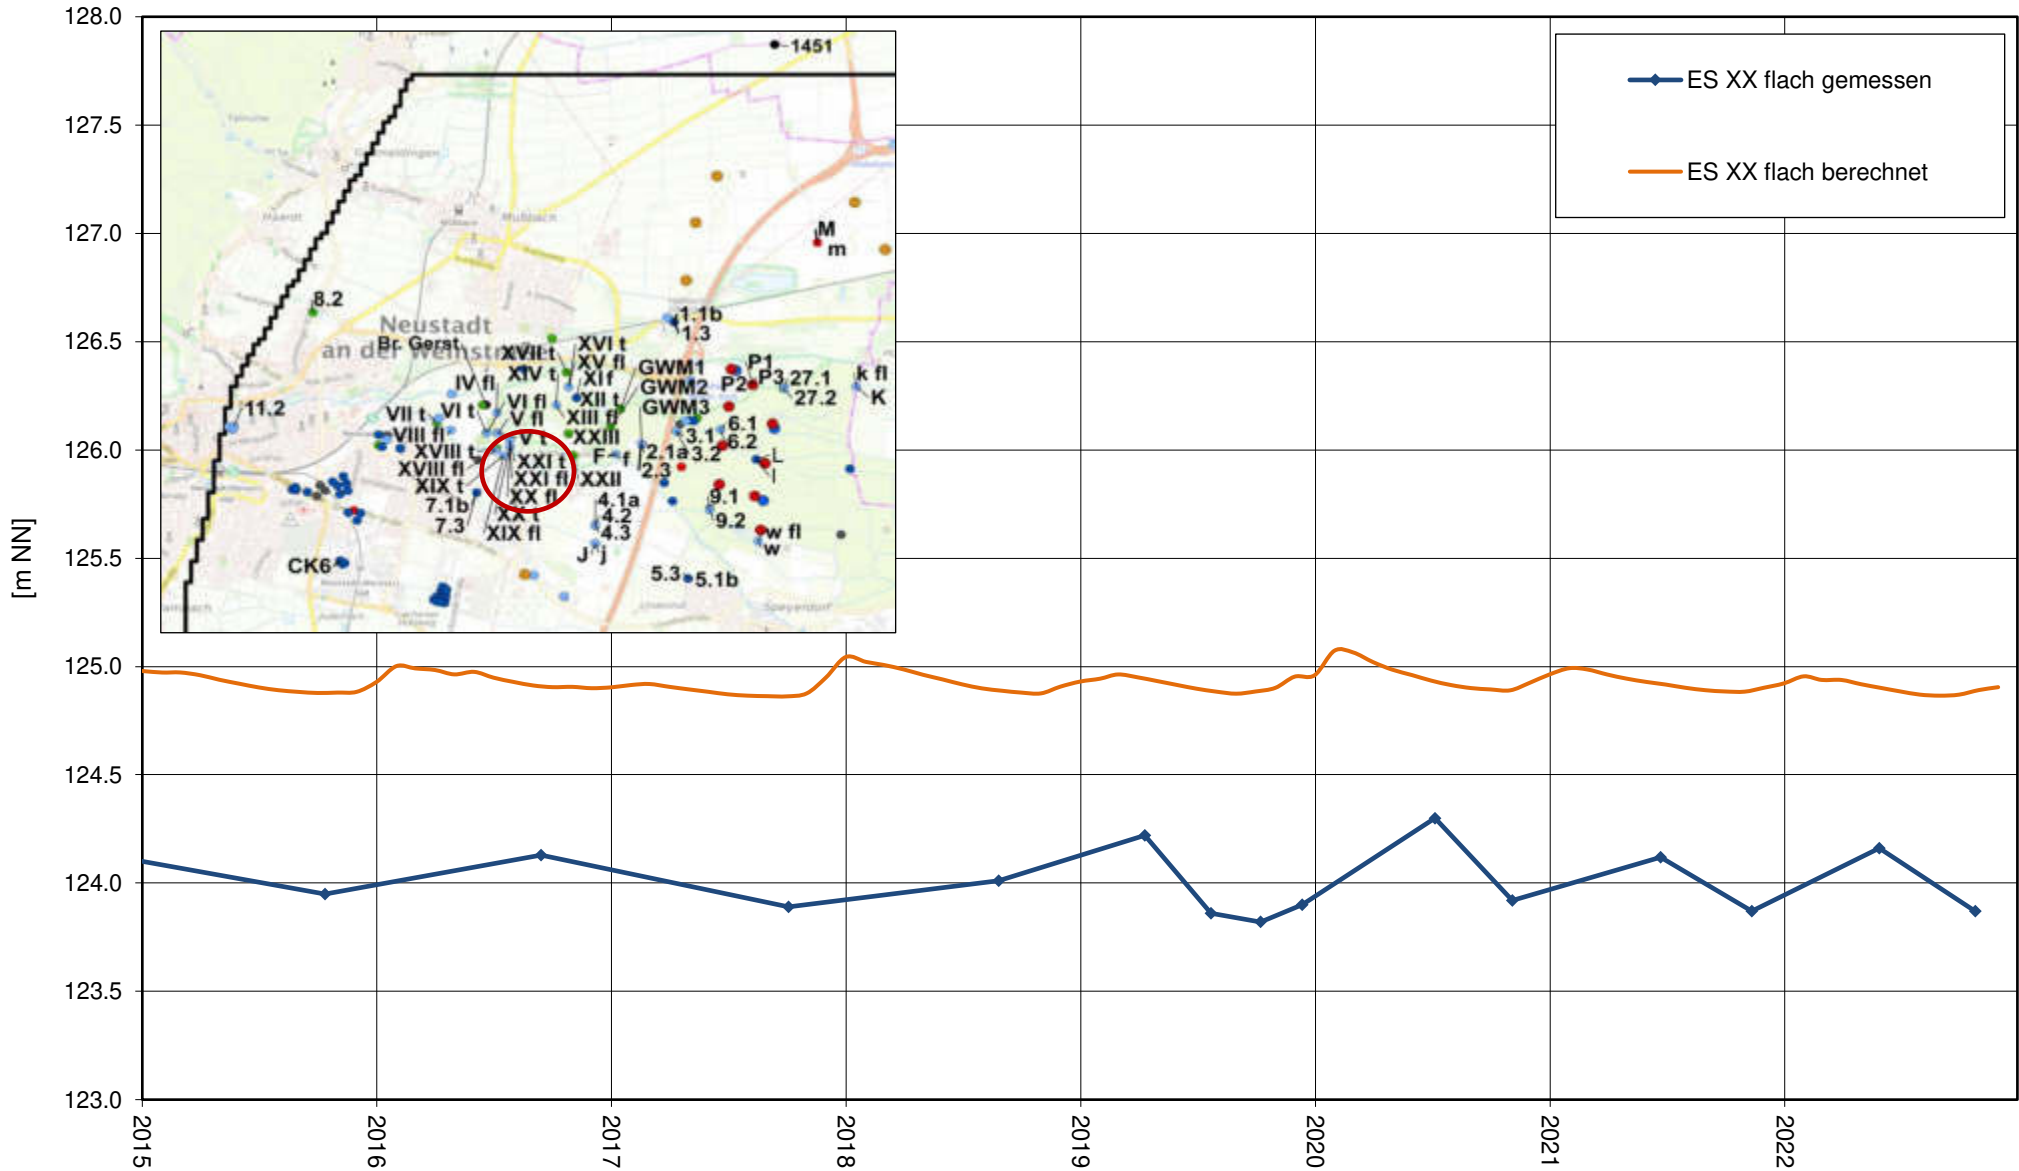 128.0
127.5
127.0
126.5
126.0
125.5
125.0
124.5
124.0
123.5
123.0
[m NN]
ES XX flach gemessen
ES XX flach berechnet
1451
M
m
8.2
Mußbach
Haardt
Neustadt
an der Weinstr
Br. Gerst.
1.1b
1.3
XVI t
XVII t
XV fl
XIV t
XI f
XII t
XIII fl
XXIII
GWM1
GWM2
GWM3
P1
P2
P3
27.1
27.2
k fl
K
IV fl
VI fl
V fl
V t
VII t
VI t
VIII fl
11.2
XVIII t
XVIII fl
XIX t
XXI t
XXI fl
XXII
XX fl
XX t
XIX fl
7.1b
7.3
F
f
2.1a
2.3
3.1
3.2
6.1
6.2
L
l
4.1a
4.2
4.3
J
j
9.1
9.2
w fl
w
CK6
5.3
5.1b
Speyerdorf
2015
2016
2017
2018
2019
2020
2021
2022